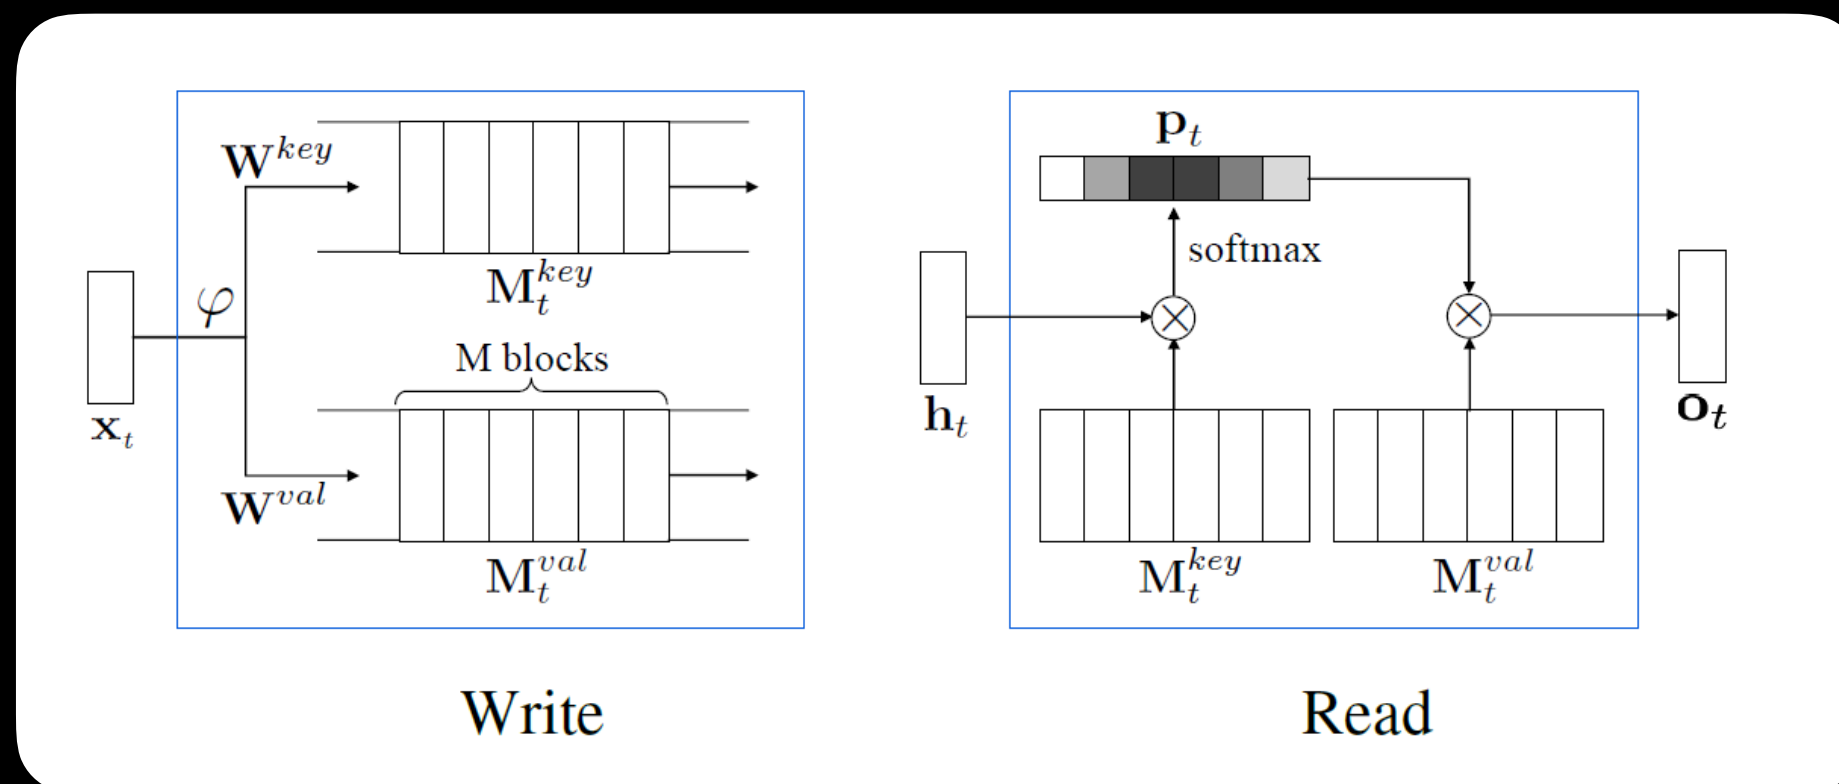 W^{key}
M_t^{key}
φ
x_t
M blocks
W^{val}
M_t^{val}
Write
p_t
softmax
h_t
o_t
M_t^{key}
M_t^{val}
Read